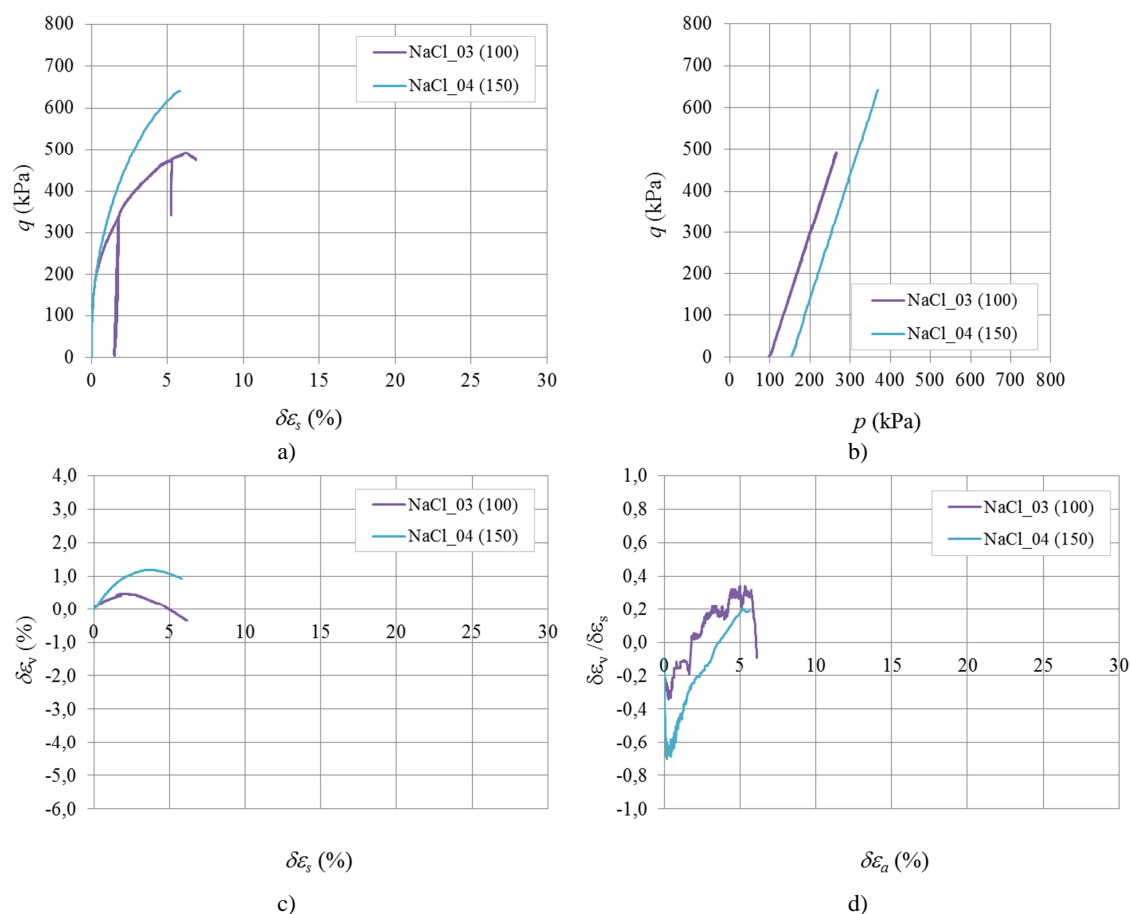 800
700
600
500
400
300
200
100
0
q (kPa)
NaCl_03 (100)
NaCl_04 (150)
0 5 10 15 20 25 30
δεs (%)
a)
800
700
600
500
400
300
200
100
0
q (kPa)
NaCl_03 (100)
NaCl_04 (150)
0 100 200 300 400 500 600 700 800
p (kPa)
b)
4,0
3,0
2,0
1,0
0,0
-1,0
-2,0
-3,0
-4,0
-5,0
-6,0
δεv (%)
NaCl_03 (100)
NaCl_04 (150)
0 5 10 15 20 25 30
δεs (%)
c)
1,0
0,8
0,6
0,4
0,2
0,0
-0,2
-0,4
-0,6
-0,8
-1,0
δεv /δεs
NaCl_03 (100)
NaCl_04 (150)
0 5 10 15 20 25 30
δεa (%)
d)